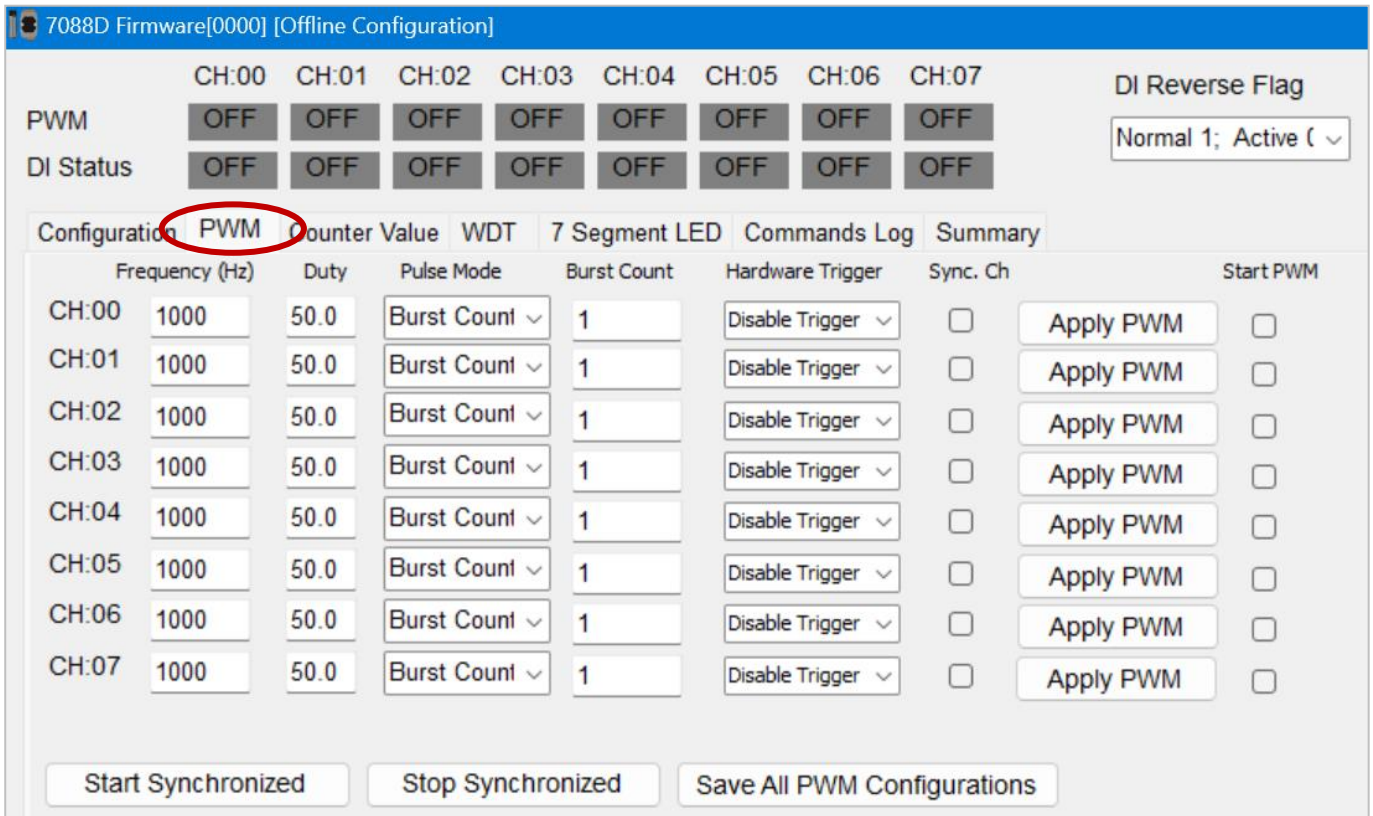 7088D Firmware[0000] [Offline Configuration]
CH:00 CH:01 CH:02 CH:03 CH:04 CH:05 CH:06 CH:07
DI Reverse Flag
PWM OFF OFF OFF OFF OFF OFF OFF OFF
Normal 1; Active (
DI Status OFF OFF OFF OFF OFF OFF OFF OFF
Configuration PWM Counter Value WDT 7 Segment LED Commands Log Summary
Frequency (Hz) Duty Pulse Mode Burst Count Hardware Trigger Sync. Ch Start PWM
CH:00 1000 50.0 Burst Count 1 Disable Trigger Apply PWM
CH:01 1000 50.0 Burst Count 1 Disable Trigger Apply PWM
CH:02 1000 50.0 Burst Count 1 Disable Trigger Apply PWM
CH:03 1000 50.0 Burst Count 1 Disable Trigger Apply PWM
CH:04 1000 50.0 Burst Count 1 Disable Trigger Apply PWM
CH:05 1000 50.0 Burst Count 1 Disable Trigger Apply PWM
CH:06 1000 50.0 Burst Count 1 Disable Trigger Apply PWM
CH:07 1000 50.0 Burst Count 1 Disable Trigger Apply PWM
Start Synchronized Stop Synchronized Save All PWM Configurations